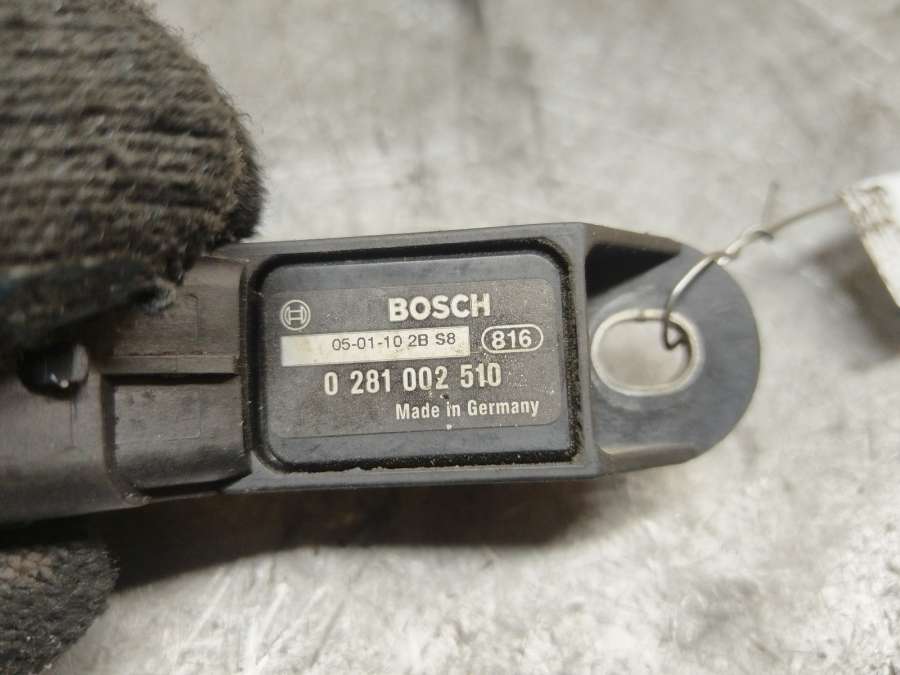 BOSCH
05-01-10 2B S8 816
0 281 002 510
Made in Germany